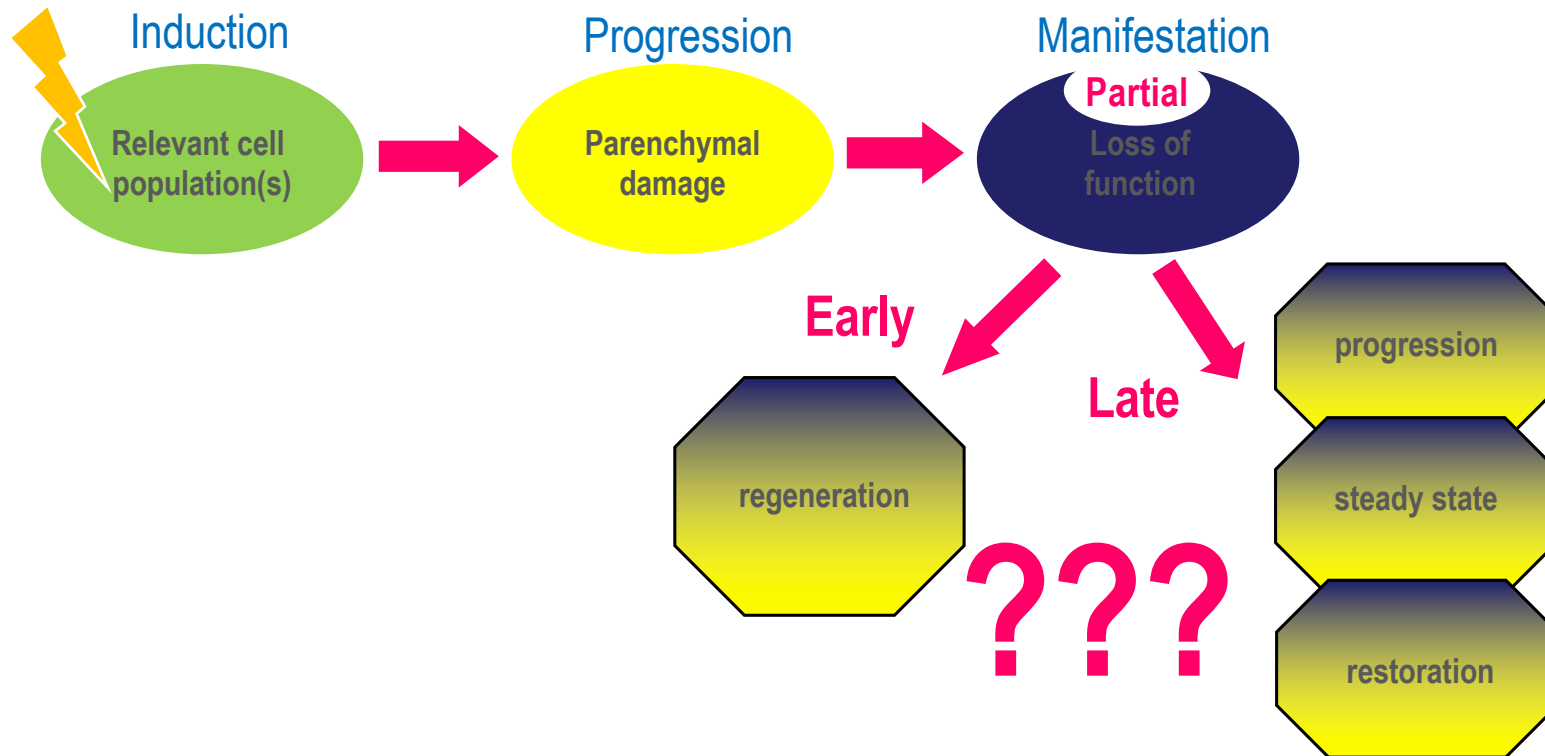 Induction
Relevant cell
population(s)
Progression
Parenchymal
damage
Manifestation
Partial
Loss of
function
Early
regeneration
Late
progression
steady state
restoration
???